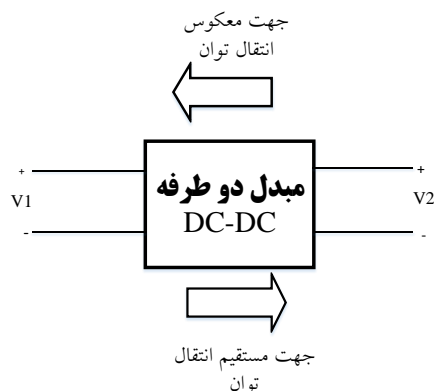 جهت معکوس
انتقال توان
+
+
مبدل دو طرفه
V1
V2
DC-DC
-
-
جهت مستقیم انتقال
توان